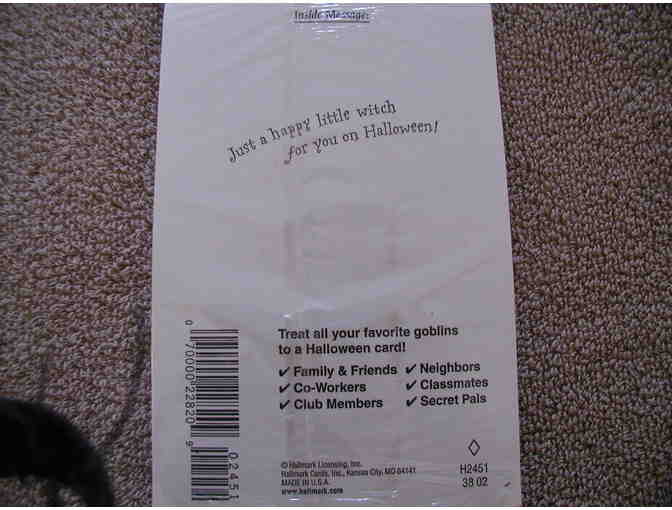 Inside Message:
Just a happy little witch
for you on Halloween!
Treat all your favorite goblins
to a Halloween card!
✔ Family & Friends ✔ Neighbors
✔ Co-Workers ✔ Classmates
✔ Club Members ✔ Secret Pals
0 70000 22820 9
02451
© Hallmark Licensing, Inc.
Hallmark Cards, Inc., Kansas City, MO 64141
MADE IN U.S.A.
www.hallmark.com
H2451
38 02